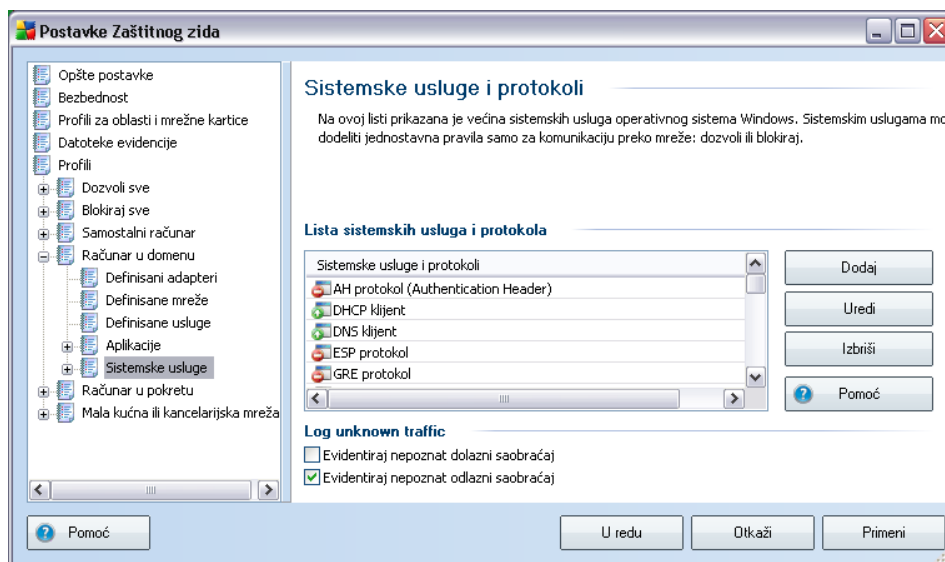 Postavke Zaštitnog zida
Opšte postavke
Bezbednost
Profili za oblasti i mrežne kartice
Datoteke evidencije
Profili
Dozvoli sve
Blokiraj sve
Samostalni računar
Računar u domenu
Definisani adapteri
Definisane mreže
Definisane usluge
Aplikacije
Sistemske usluge
Računar u pokretu
Mala kućna ili kancelarijska mreža
Sistemske usluge i protokoli
Na ovoj listi prikazana je većina sistemskih usluga operativnog sistema Windows. Sistemskim uslugama mo
dodeliti jednostavna pravila samo za komunikaciju preko mreže: dozvoli ili blokiraj.
Lista sistemskih usluga i protokola
Sistemske usluge i protokoli
AH protokol (Authentication Header)
DHCP klijent
DNS klijent
ESP protokol
GRE protokol
Dodaj
Uredi
Izbriši
Pomoć
Log unknown traffic
Evidentiraj nepoznat dolazni saobraćaj
Evidentiraj nepoznat odlazni saobraćaj
Pomoć
U redu
Otkaži
Primeni